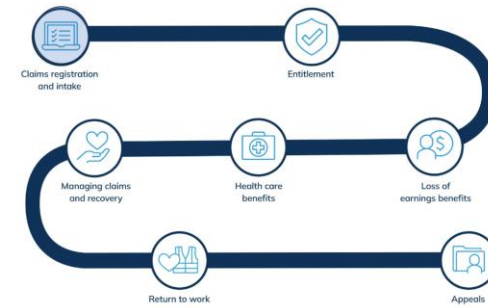 Claims registration
and intake
Entitlement
Loss of
earnings benefits
Health care
benefits
Managing claims
and recovery
Return to work
Appeals